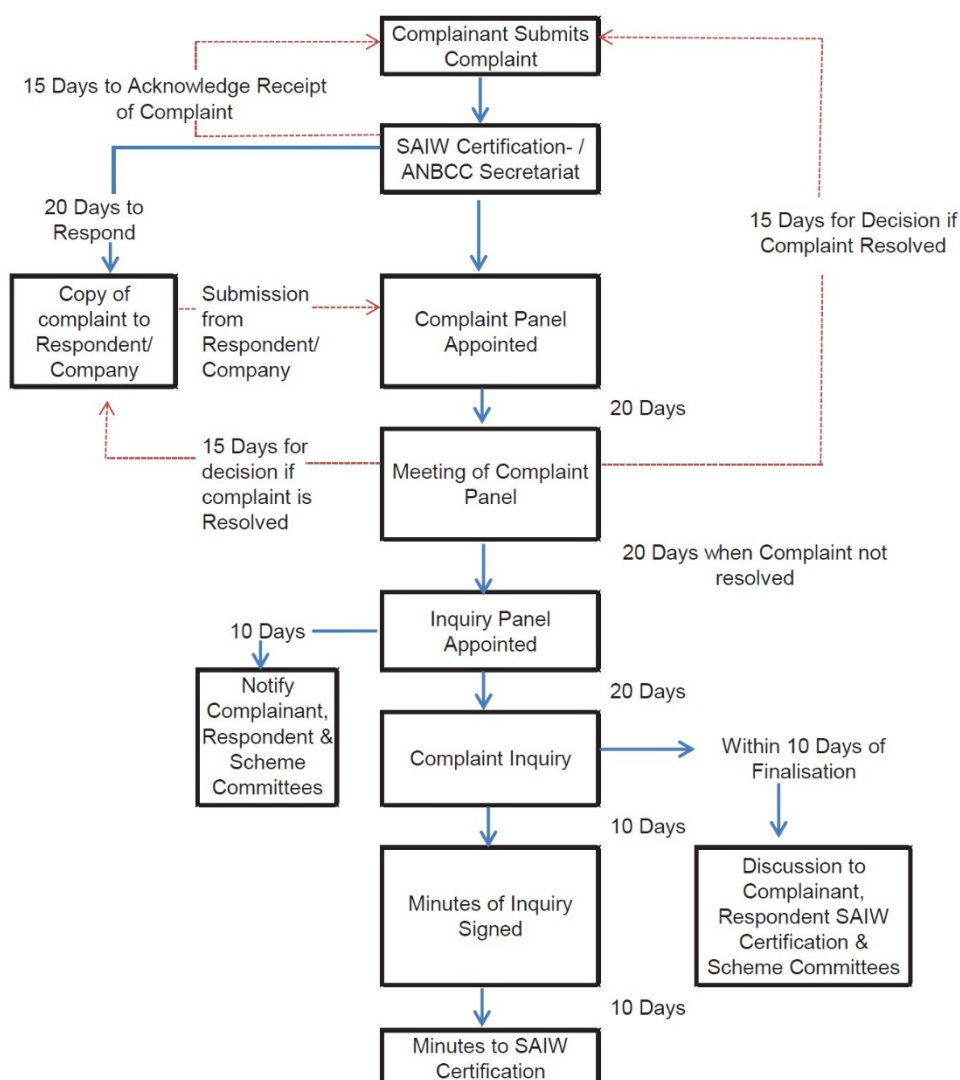 Complainant Submits
Complaint
15 Days to Acknowledge Receipt
of Complaint
SAIW Certification- /
ANBCC Secretariat
20 Days to
Respond
15 Days for Decision if
Complaint Resolved
Copy of
complaint to
Respondent/
Company
Submission
from
Respondent/
Company
Complaint Panel
Appointed
20 Days
15 Days for
decision if
complaint is
Resolved
Meeting of Complaint
Panel
20 Days when Complaint not
resolved
Inquiry Panel
Appointed
10 Days
Notify
Complainant,
Respondent &
Scheme
Committees
20 Days
Complaint Inquiry
Within 10 Days of
Finalisation
10 Days
Minutes of Inquiry
Signed
Discussion to
Complainant,
Respondent SAIW
Certification &
Scheme Committees
10 Days
Minutes to SAIW
Certification